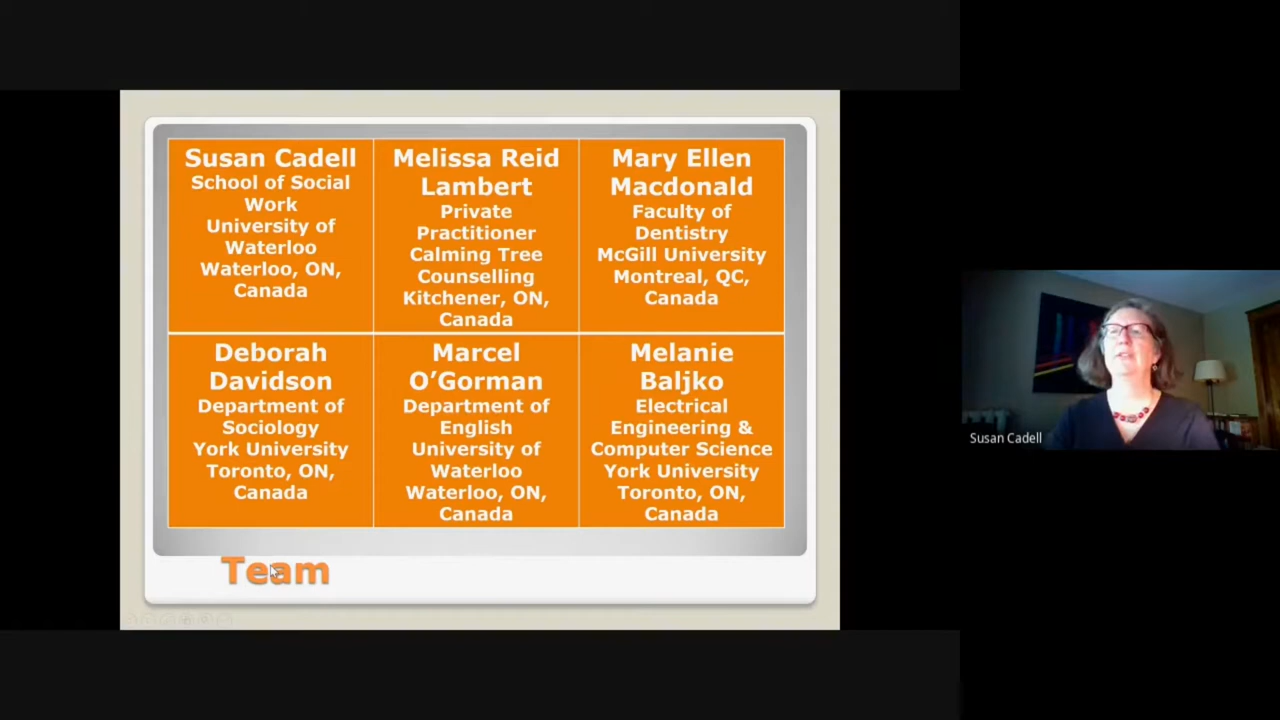 Susan Cadell
School of Social
Work
University of
Waterloo
Waterloo, ON,
Canada
Melissa Reid
Lambert
Private
Practitioner
Calming Tree
Counselling
Kitchener, ON,
Canada
Mary Ellen
Macdonald
Faculty of
Dentistry
McGill University
Montreal, QC,
Canada
Deborah
Davidson
Department of
Sociology
York University
Toronto, ON,
Canada
Marcel
O’Gorman
Department of
English
University of
Waterloo
Waterloo, ON,
Canada
Melanie
Baljko
Electrical
Engineering &
Computer Science
York University
Toronto, ON,
Canada
Team
Susan Cadell